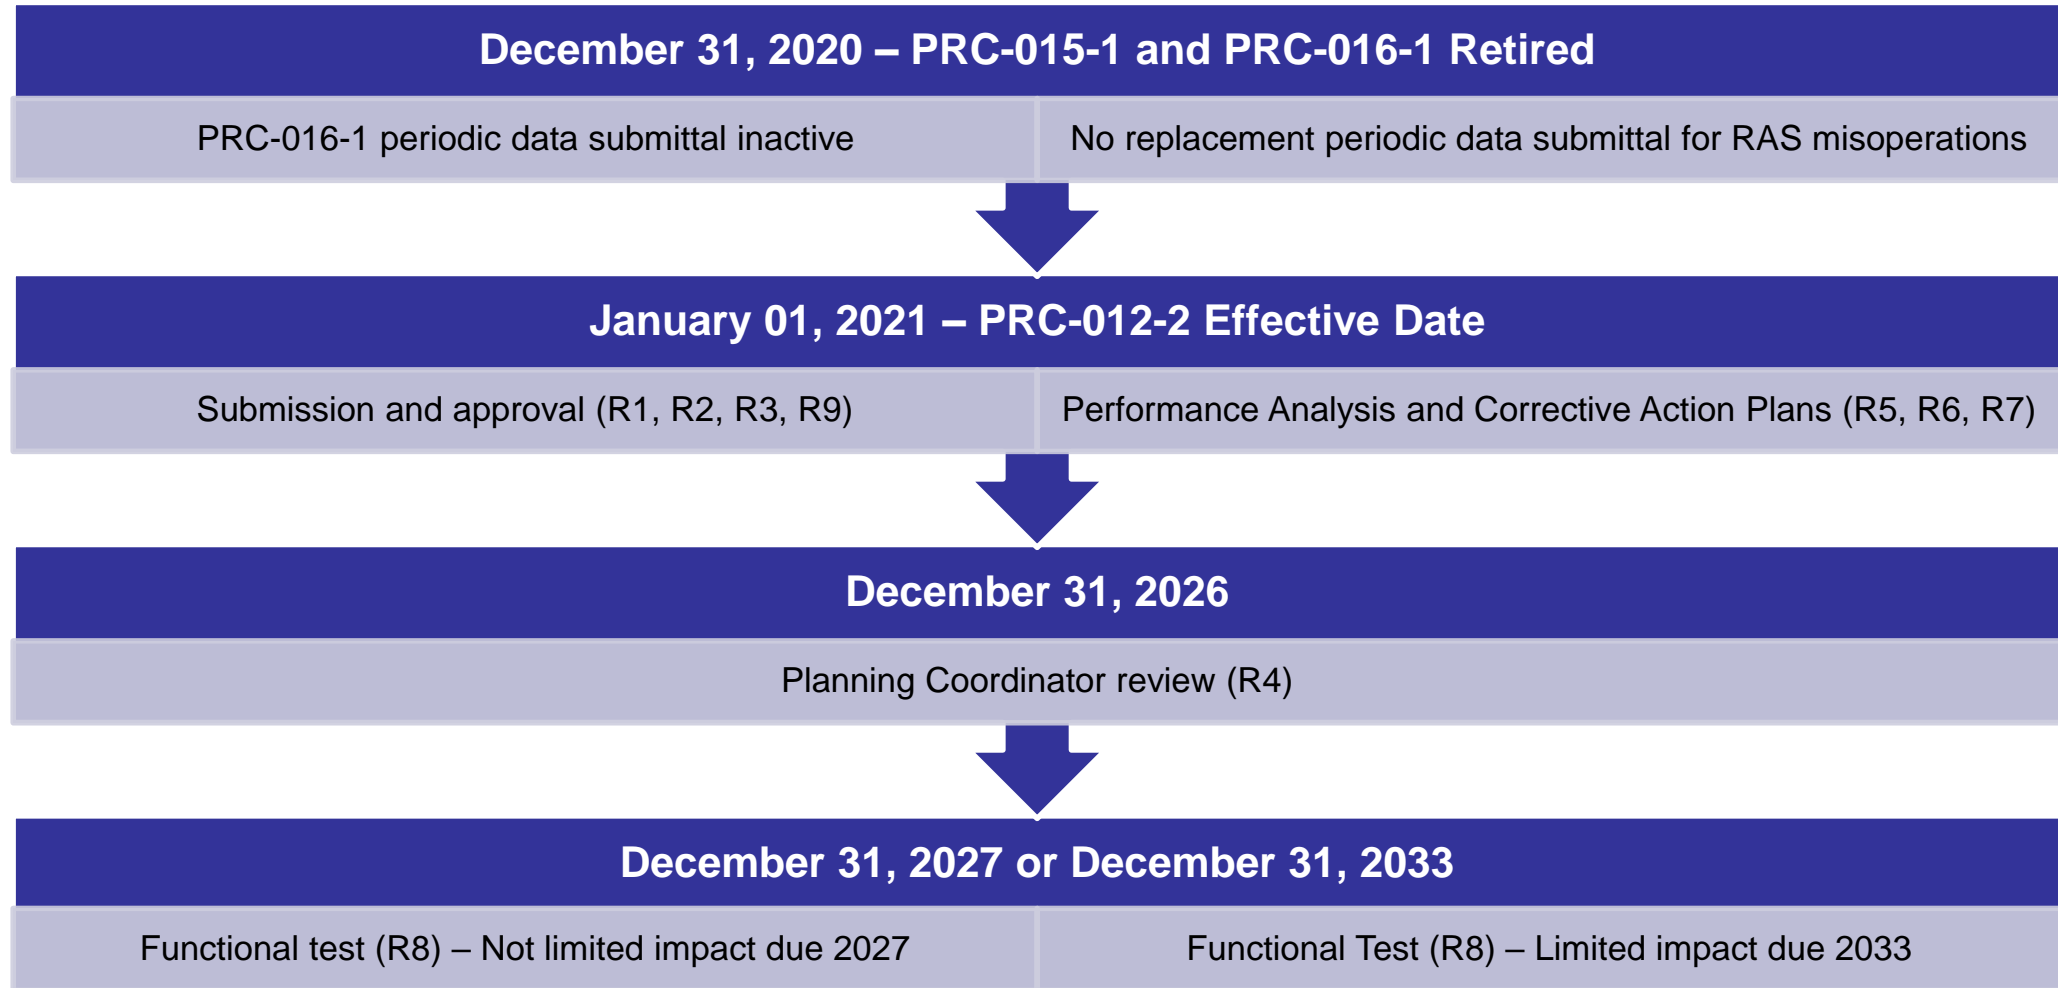 December 31, 2020 – PRC-015-1 and PRC-016-1 Retired
PRC-016-1 periodic data submittal inactive
No replacement periodic data submittal for RAS misoperations
January 01, 2021 – PRC-012-2 Effective Date
Submission and approval (R1, R2, R3, R9)
Performance Analysis and Corrective Action Plans (R5, R6, R7)
December 31, 2026
Planning Coordinator review (R4)
December 31, 2027 or December 31, 2033
Functional test (R8) – Not limited impact due 2027
Functional Test (R8) – Limited impact due 2033